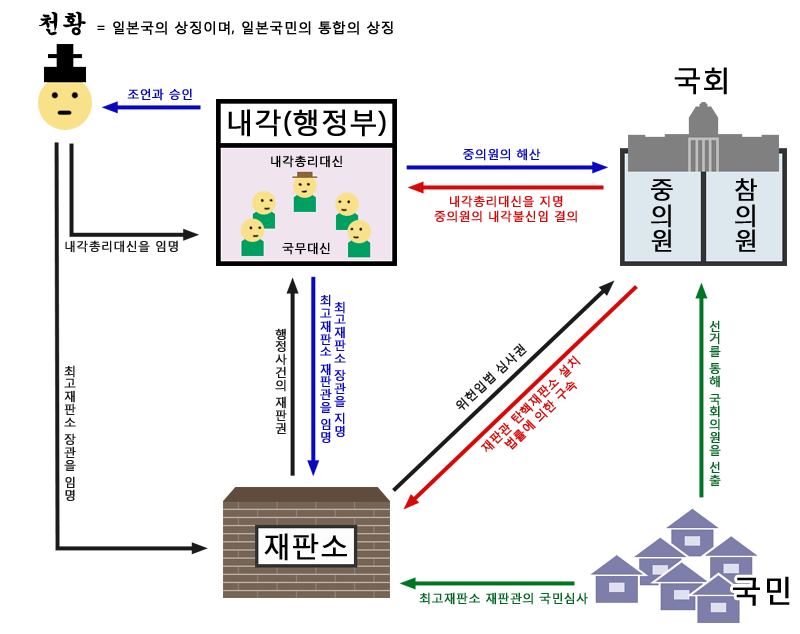 천황 = 일본국의 상징이며, 일본국민의 통합의 상징
국회
조언과 승인
내각(행정부)
내각총리대신
국무대신
중의원의 해산
내각총리대신을 지명
중의원의 내각불신임 결의
중의원
참의원
내각총리대신을 임명
최고재판소 장관을 임명
행정사건의 재판권
최고재판소 재판관을 임명
최고재판소 장관을 지명
위헌입법 심사권
재판관 탄핵재판소 설치
법률에 의한 구속
선거를 통해 국회의원을 선출
재판소
국민
최고재판소 재판관의 국민심사